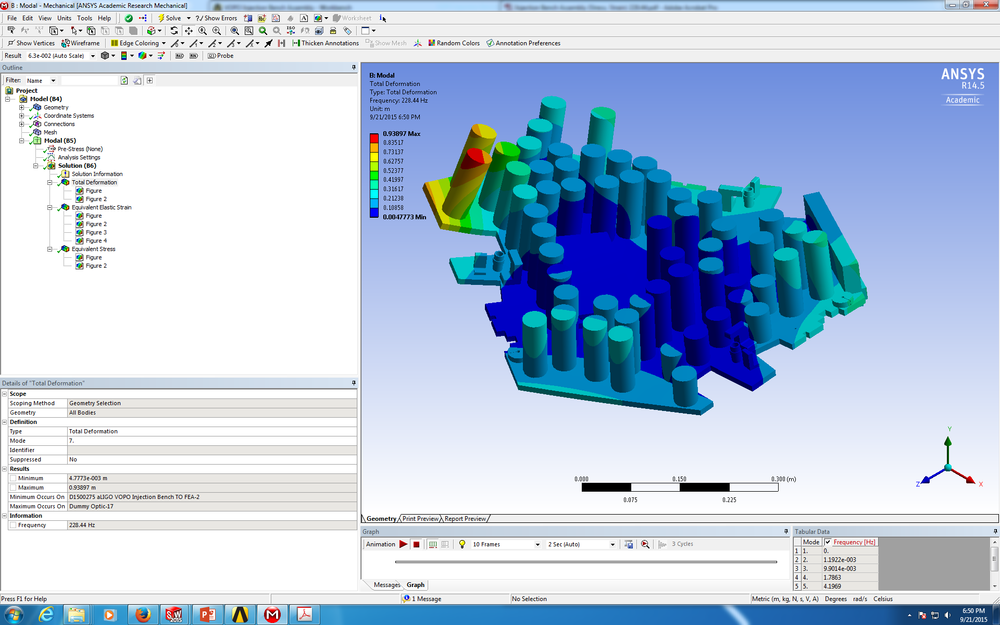 B : Modal - Mechanical [ANSYS Academic Research Mechanical]
File Edit View Units Tools Help Solve ?/ Show Errors Worksheet
Show Vertices Wireframe Edge Coloring Thicken Annotations Show Mesh Random Colors Annotation Preferences
Result 6.3e-002 (Auto Scale) MAX MIN Probe
Outline
Filter: Name
Project
Model (B4)
Geometry
Coordinate Systems
Connections
Mesh
Modal (B5)
Pre-Stress (None)
Analysis Settings
Solution (B6)
Solution Information
Total Deformation
Figure
Figure 2
Equivalent Elastic Strain
Figure
Figure 2
Figure 3
Figure 4
Equivalent Stress
Figure
Figure 2
Details of "Total Deformation"
Scope
Scoping Method Geometry Selection
Geometry All Bodies
Definition
Type Total Deformation
Mode 7.
Identifier
Suppressed No
Results
Minimum 4.7773e-003 m
Maximum 0.93897 m
Minimum Occurs On D1500275 aLIGO VOPO Injection Bench TO FEA-2
Maximum Occurs On Dummy Optic-17
Information
Frequency 228.44 Hz
B: Modal
Total Deformation
Type: Total Deformation
Frequency: 228.44 Hz
Unit: m
9/21/2015 6:50 PM
0.93897 Max
0.83517
0.73137
0.62757
0.52377
0.41997
0.31617
0.21238
0.10858
0.0047773 Min
ANSYS
R14.5
Academic
0.000 0.150 0.300 (m)
0.075 0.225
Y
Z X
Geometry Print Preview Report Preview
Graph
Animation 10 Frames 2 Sec (Auto) 3 Cycles
Messages Graph
Tabular Data
Mode Frequency [Hz]
1 1. 0.
2 2. 1.1922e-003
3 3. 9.9014e-003
4 4. 1.7863
5 5. 4.1969
Press F1 for Help 1 Message No Selection Metric (m, kg, N, s, V, A) Degrees rad/s Celsius
6:50 PM
9/21/2015